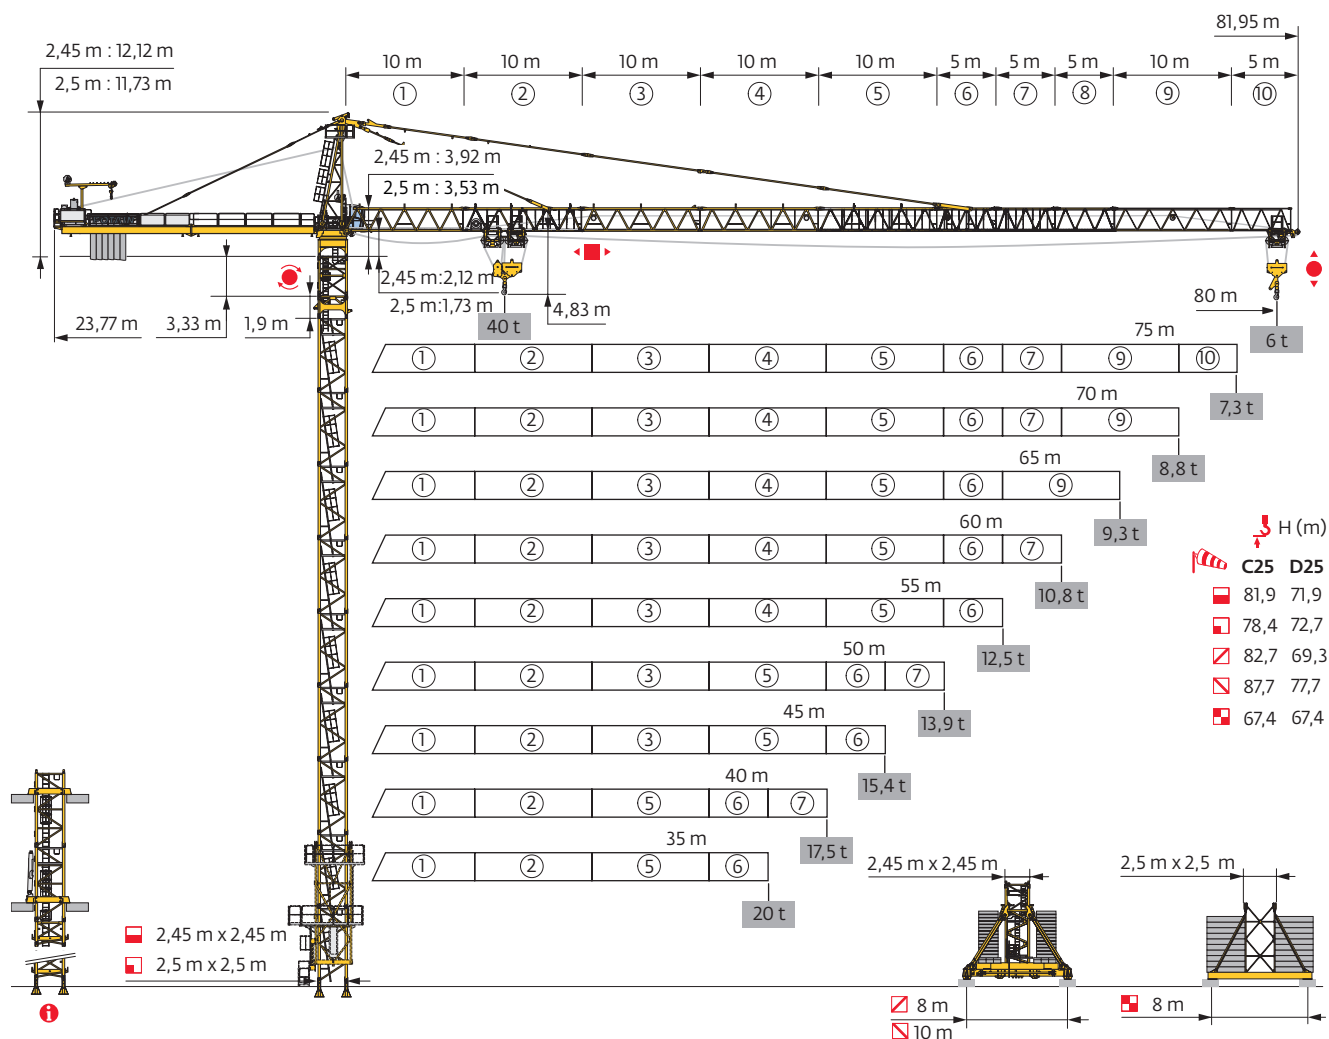 81,95 m
2,45 m : 12,12 m
2,5 m : 11,73 m
10 m 10 m 10 m 10 m 10 m 5 m 5 m 5 m 10 m 5 m
① ② ③ ④ ⑤ ⑥ ⑦ ⑧ ⑨ ⑩
2,45 m : 3,92 m
2,5 m : 3,53 m
2,45 m:2,12 m
2,5 m:1,73 m
4,83 m
23,77 m 3,33 m 1,9 m
40 t
80 m
6 t
75 m
① ② ③ ④ ⑤ ⑥ ⑦ ⑨ ⑩
7,3 t
70 m
① ② ③ ④ ⑤ ⑥ ⑦ ⑨
8,8 t
65 m
① ② ③ ④ ⑤ ⑥ ⑨
9,3 t
60 m
① ② ③ ④ ⑤ ⑥ ⑦
10,8 t
55 m
① ② ③ ④ ⑤ ⑥
12,5 t
50 m
① ② ③ ⑤ ⑥ ⑦
13,9 t
45 m
① ② ③ ⑤ ⑥
15,4 t
40 m
① ② ⑤ ⑥ ⑦
17,5 t
35 m
① ② ⑤ ⑥
20 t
H (m)
C25 D25
81,9 71,9
78,4 72,7
82,7 69,3
87,7 77,7
67,4 67,4
2,45 m x 2,45 m
2,5 m x 2,5 m
i
2,45 m x 2,45 m
8 m
10 m
2,5 m x 2,5 m
8 m